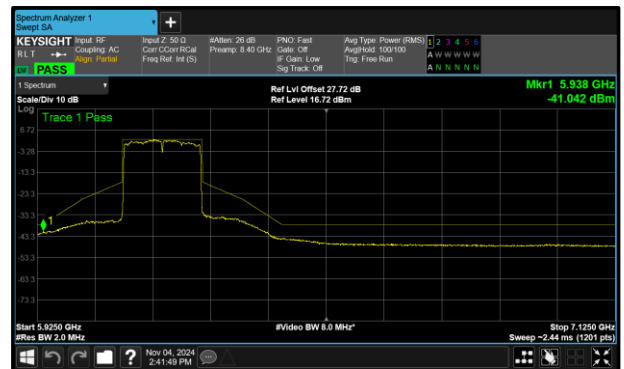 Spectrum Analyzer 1
Swept SA
+
KEYSIGHT Input: RF Input Z: 50 Ω #Atten: 26 dB PNO: Fast Avg Type: Power (RMS) 1 2 3 4 5 6
RLT Coupling: AC Corr CCorr RCal Preamp: 8.40 GHz Gate: Off Avg|Hold: 100/100 A W W W W W
Align: Partial Freq Ref: Int (S) IF Gain: Low Trig: Free Run
PASS Sig Track: Off A N N N N N
1 Spectrum
Ref Lvl Offset 27.72 dB Mkr1 5.938 GHz
Scale/Div 10 dB Ref Level 16.72 dBm -41.042 dBm
Log
Trace 1 Pass
6.72
-3.28
-13.3
-23.3
-33.3
1
-43.3
-53.3
-63.3
-73.3
Start 5.9250 GHz #Video BW 8.0 MHz* Stop 7.1250 GHz
#Res BW 2.0 MHz Sweep ~2.44 ms (1201 pts)
? Nov 04, 2024
2:41:49 PM